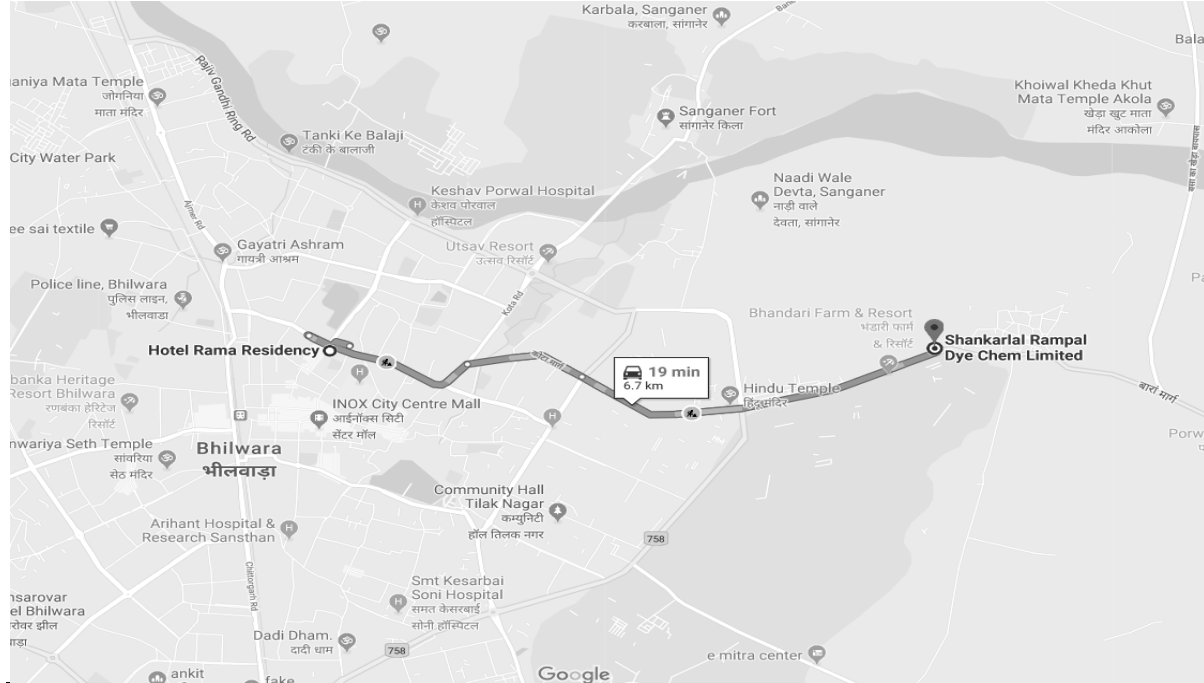 Karbala, Sanganer
करबाला, सांगानेर
Rajiv Gandhi Ring Rd
Bala
Khoiwal Kheda Khut
Mata Temple Akola
खेड़ा खुट माता
मंदिर आकोला
aniya Mata Temple
जोगनिया
माता मंदिर
Sanganer Fort
सांगानेर किला
Tanki Ke Balaji
टंकी के बालाजी
City Water Park
Naadi Wale
Devta, Sanganer
नाड़ी वाले
देवता, सांगानेर
Keshav Porwal Hospital
केशव पोरवाल
हॉस्पिटल
Ajmer Rd
ee sai textile
Gayatri Ashram
गायत्री आश्रम
Utsav Resort
उत्सव रिसॉर्ट
Police line, Bhilwara
पुलिस लाइन,
भीलवाड़ा
Kota Rd
Bhandari Farm & Resort
भंडारी फार्म
& रिसॉर्ट
Hotel Rama Residency
कोटा मार्ग
Shankarlal Rampal
Dye Chem Limited
19 min
6.7 km
Hindu Temple
हिंदू मंदिर
बारां मार्ग
banka Heritage
Resort Bhilwara
रणबंका हेरिटेज
रिसॉर्ट
INOX City Centre Mall
आईनॉक्स सिटी
सेंटर मॉल
Bhilwara
भीलवाड़ा
nwariya Seth Temple
सांवरिया
सेठ मंदिर
Porw
Community Hall
Tilak Nagar
कम्युनिटी
हॉल तिलक नगर
Arihant Hospital &
Research Sansthan
758
Chittorgarh Rd
Smt Kesarbai
Soni Hospital
समत केसरबाई
सोनी हॉस्पिटल
nsarovar
el Bhilwara
रोवर झील
वाड़ा
Dadi Dham.
दादी धाम
758
e mitra center
Google
ankit
fake